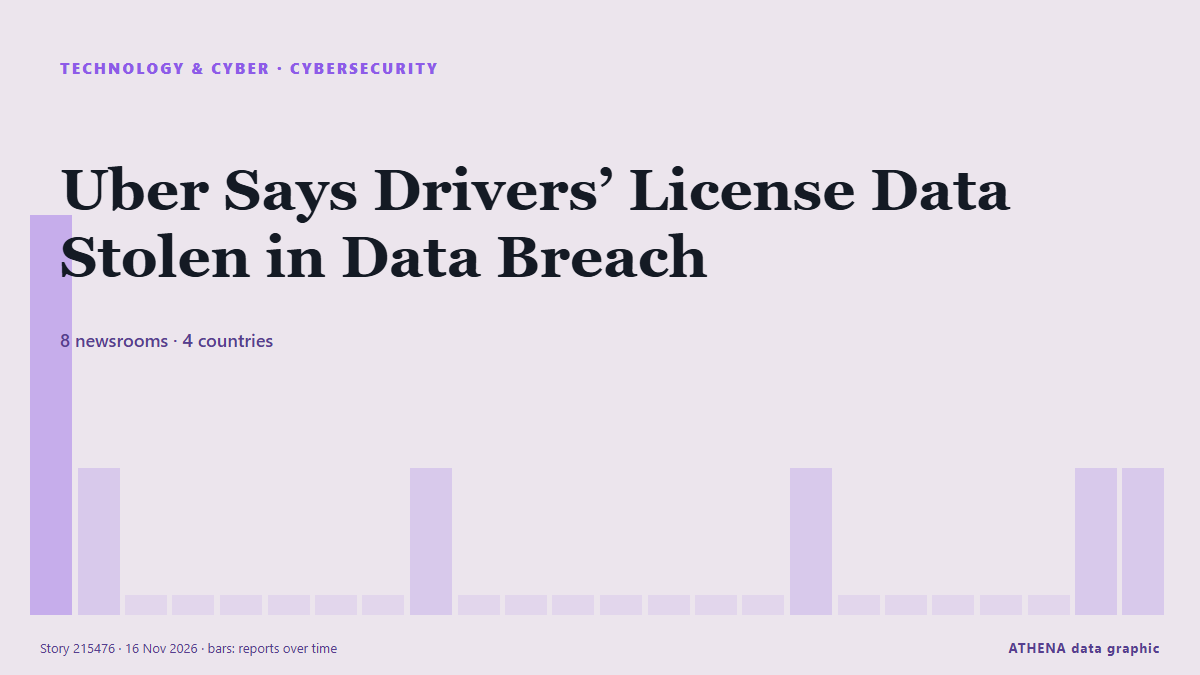 TECHNOLOGY & CYBER · CYBERSECURITY
Uber Says Drivers’ License Data
Stolen in Data Breach
8 newsrooms · 4 countries
Story 215476 · 16 Nov 2026 · bars: reports over time
ATHENA data graphic